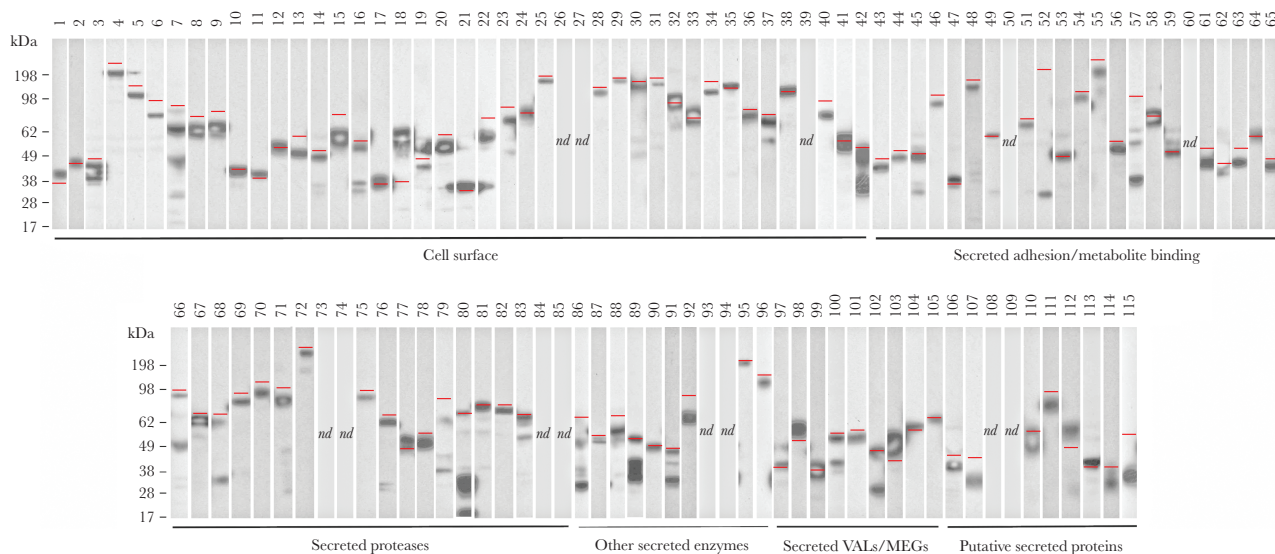 1 2 3 4 5 6 7 8 9 10 11 12 13 14 15 16 17 18 19 20 21 22 23 24 25 26 27 28 29 30 31 32 33 34 35 36 37 38 39 40 41 42 43 44 45 46 47 48 49 50 51 52 53 54 55 56 57 58 59 60 61 62 63 64 65
kDa
198
98
62
49
38
28
17
nd nd nd nd nd
Cell surface Secreted adhesion/metabolite binding
66 67 68 69 70 71 72 73 74 75 76 77 78 79 80 81 82 83 84 85 86 87 88 89 90 91 92 93 94 95 96 97 98 99 100 101 102 103 104 105 106 107 108 109 110 111 112 113 114 115
kDa
198
98
62
49
38
28
17
nd nd nd nd nd nd nd nd
Secreted proteases Other secreted enzymes Secreted VALs/MEGs Putative secreted proteins